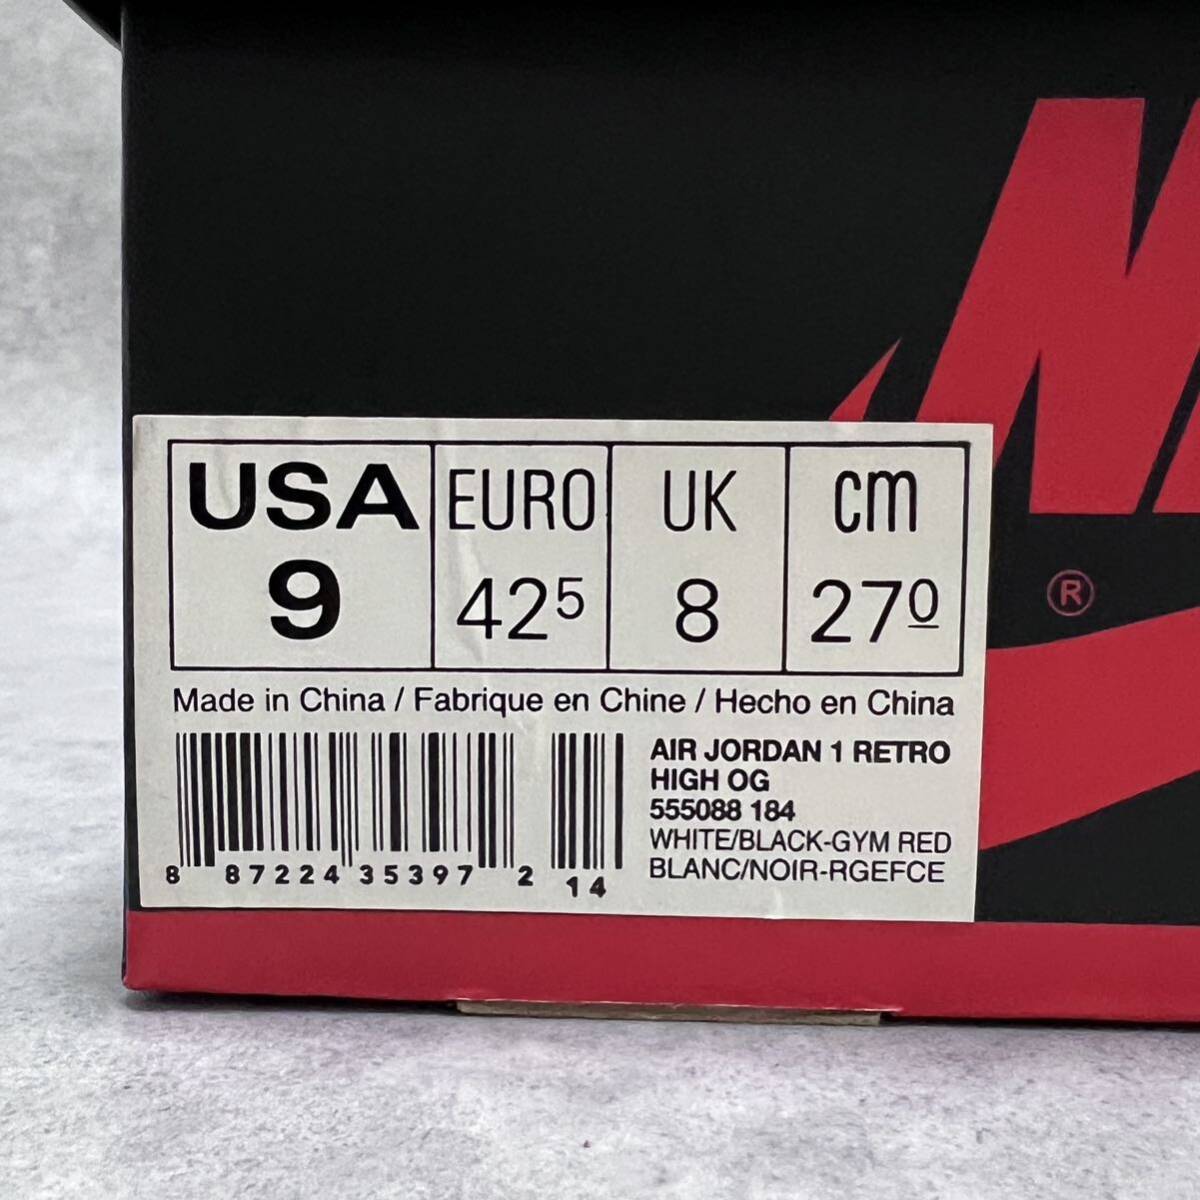 USA EURO UK cm
9 42⁵ 8 27⁰
Made in China / Fabrique en Chine / Hecho en China
AIR JORDAN 1 RETRO
HIGH OG
555088 184
WHITE/BLACK-GYM RED
BLANC/NOIR-RGEFCE
8 87224 35397 2 14
®